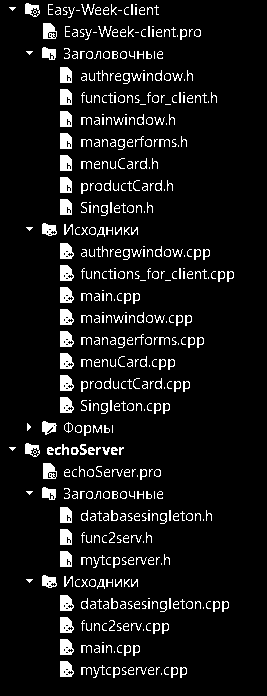 Easy-Week-client
Easy-Week-client.pro
Заголовочные
authregwindow.h
functions_for_client.h
mainwindow.h
managerforms.h
menuCard.h
productCard.h
Singleton.h
Исходники
authregwindow.cpp
functions_for_client.cpp
main.cpp
mainwindow.cpp
managerforms.cpp
menuCard.cpp
productCard.cpp
Singleton.cpp
Формы
echoServer
echoServer.pro
Заголовочные
databasesingleton.h
func2serv.h
mytcpserver.h
Исходники
databasesingleton.cpp
func2serv.cpp
main.cpp
mytcpserver.cpp